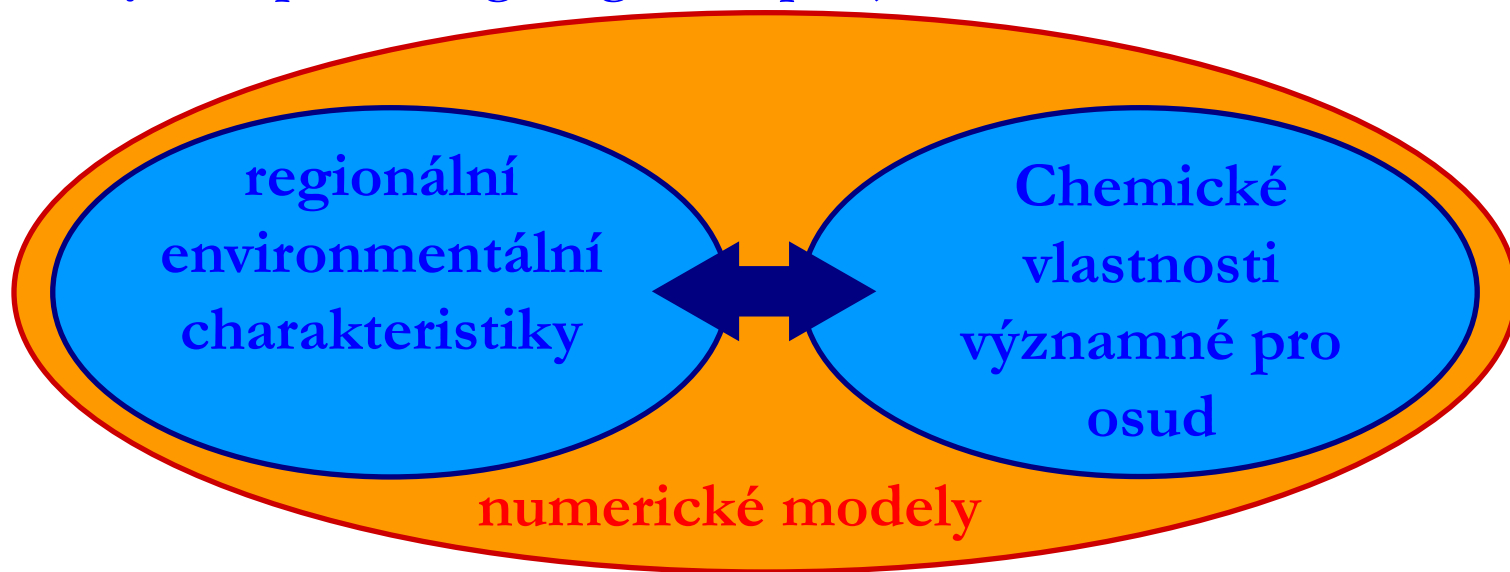 regionální
environmentální
charakteristiky
Chemické
vlastnosti
významné pro
osud
numerické modely